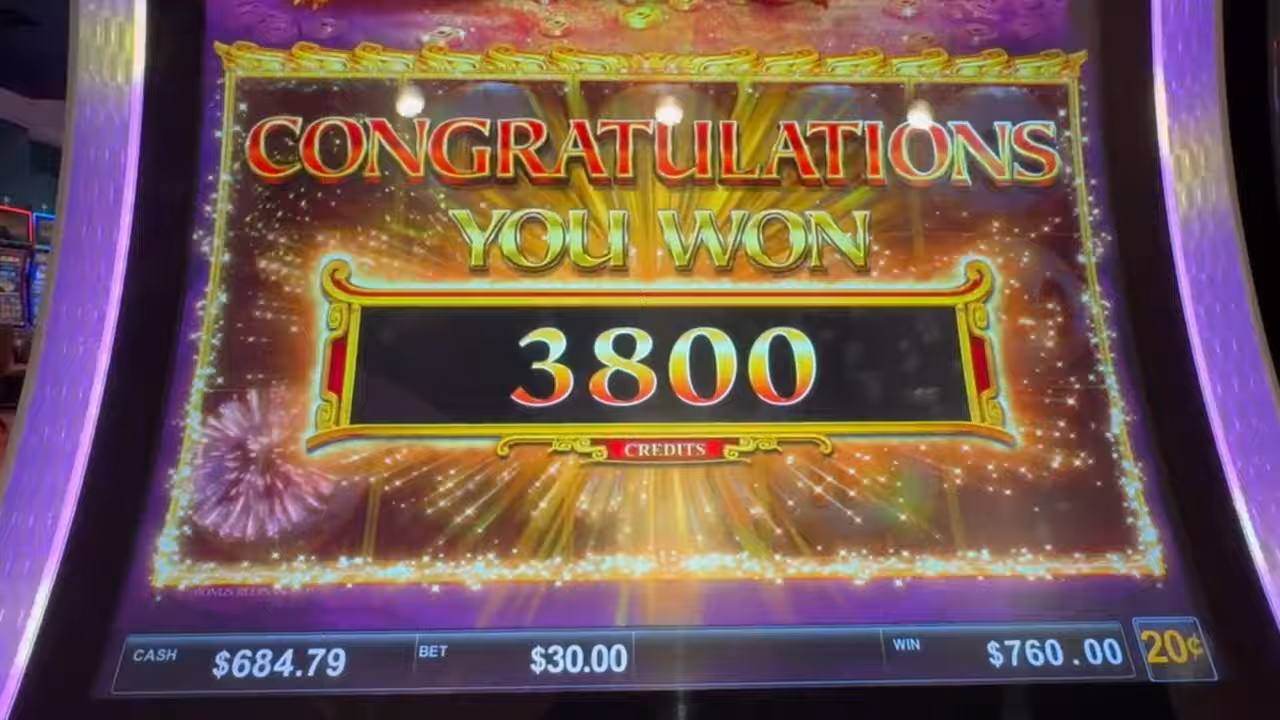 CONGRATULATIONS
YOU WON
3800
CREDITS
CASH $684.79 BET $30.00 WIN $760.00 20¢